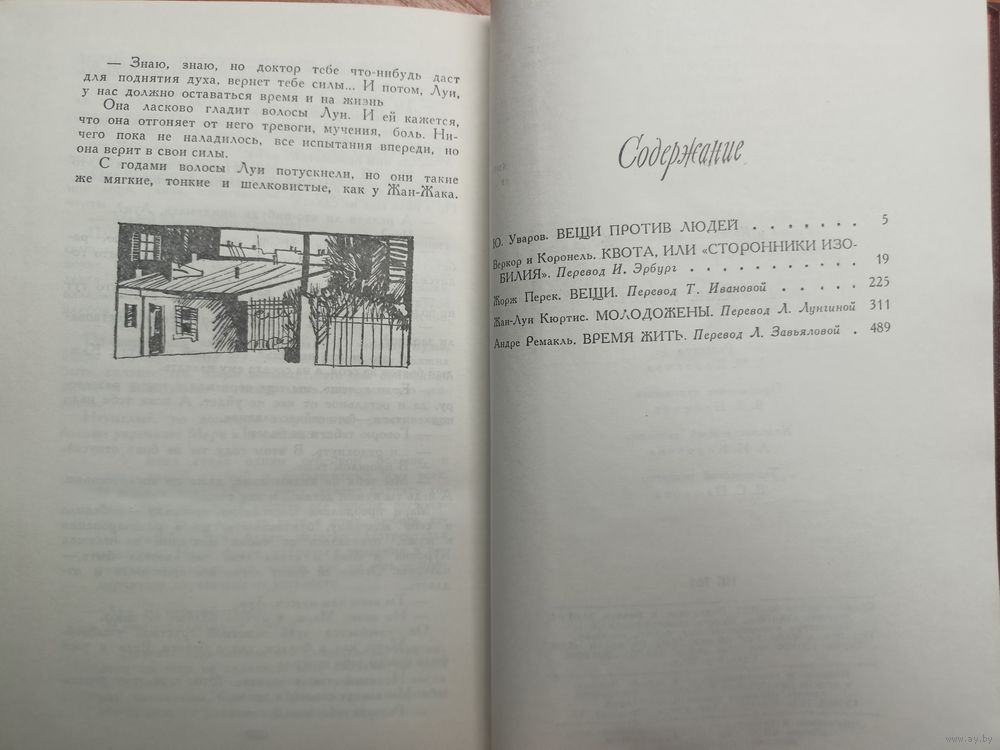 — Знаю, знаю, но доктор тебе что-нибудь даст
для поднятия духа, вернет тебе силы... И потом, Луи,
у нас должно оставаться время и на жизнь
Она ласково гладит волосы Луи. И ей кажется,
что она отгоняет от него тревоги, мучения, боль. Ни-
чего пока не наладилось, все испытания впереди, но
она верит в свои силы.
С годами волосы Луи потускнели, но они такие
же мягкие, тонкие и шелковистые, как у Жан-Жака.
Содержание
Ю. Уваров. ВЕЩИ ПРОТИВ ЛЮДЕЙ . . . . . . . 5
Веркор и Коронель. КВОТА, ИЛИ «СТОРОННИКИ ИЗО-
БИЛИЯ». Перевод И. Эрбург . . . . . . . . . . . 19
Жорж Перек. ВЕЩИ. Перевод Т. Ивановой . . . . . 225
Жан-Луи Кюртис. МОЛОДОЖЕНЫ. Перевод Л. Лунгиной 311
Андре Ремакль. ВРЕМЯ ЖИТЬ. Перевод Л. Завьяловой . 489
www.ay.by